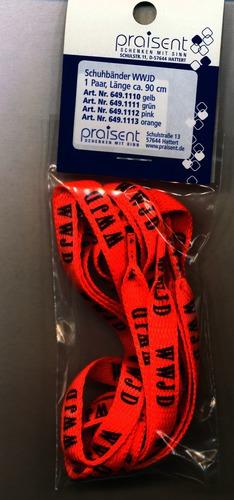 praisent
SCHENKEN MIT SINN
SCHULSTR. 11, D-57644 HATTERT
Schuhbänder WWJD
1 Paar, Länge ca. 90 cm
Art. Nr. 649.1110 gelb
Art. Nr. 649.1111 grün
Art. Nr. 649.1112 pink
Art. Nr. 649.1113 orange
praisent
SCHENKEN MIT SINN
Schulstraße 13
57644 Hattert
www.praisent.de
WWJD
WWJD
WWJD
WWJD
WWJD
WWJD
WWJD